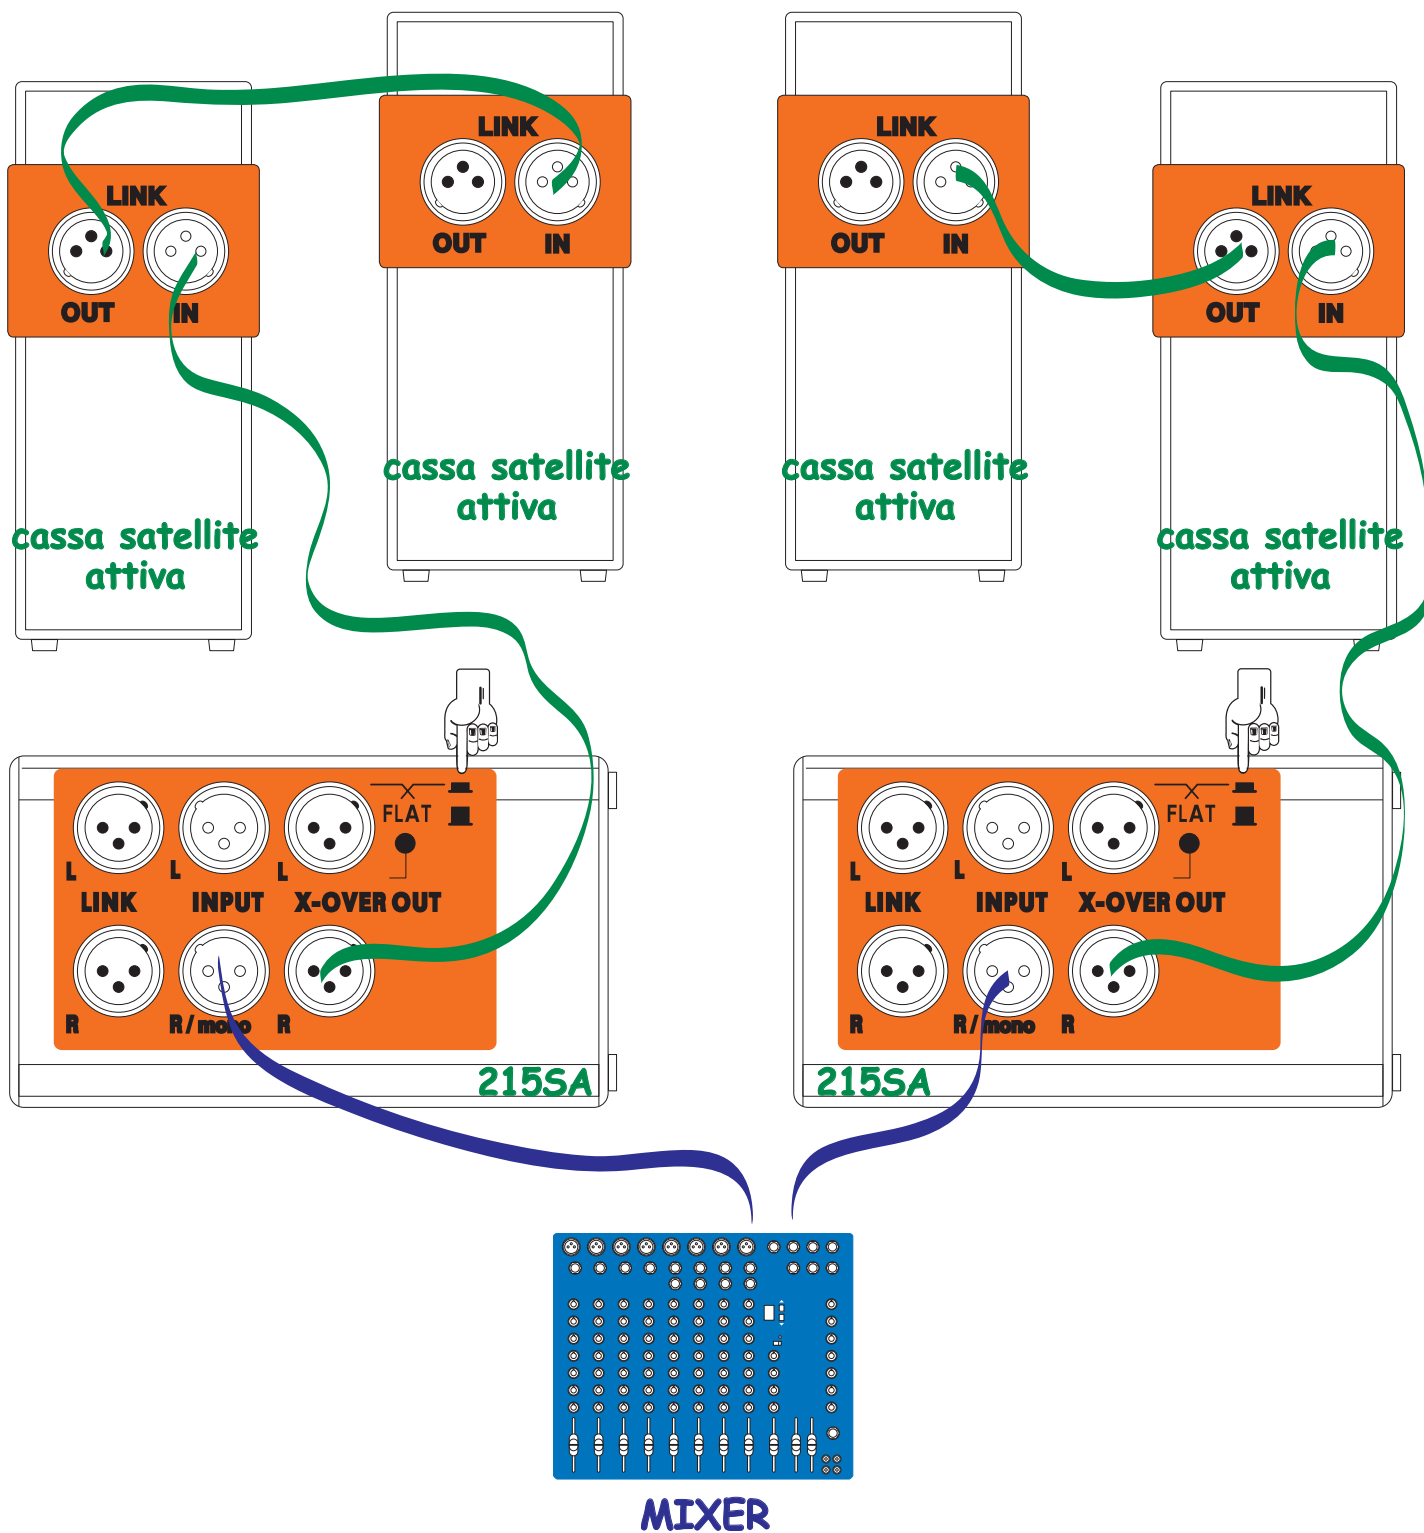 LINK
OUT IN
cassa satellite
attiva
LINK
OUT IN
cassa satellite
attiva
LINK
OUT IN
cassa satellite
attiva
LINK
OUT IN
cassa satellite
attiva
FLAT
L L L
LINK INPUT X-OVER OUT
R R / mono R
215SA
FLAT
L L L
LINK INPUT X-OVER OUT
R R / mono R
215SA
MIXER